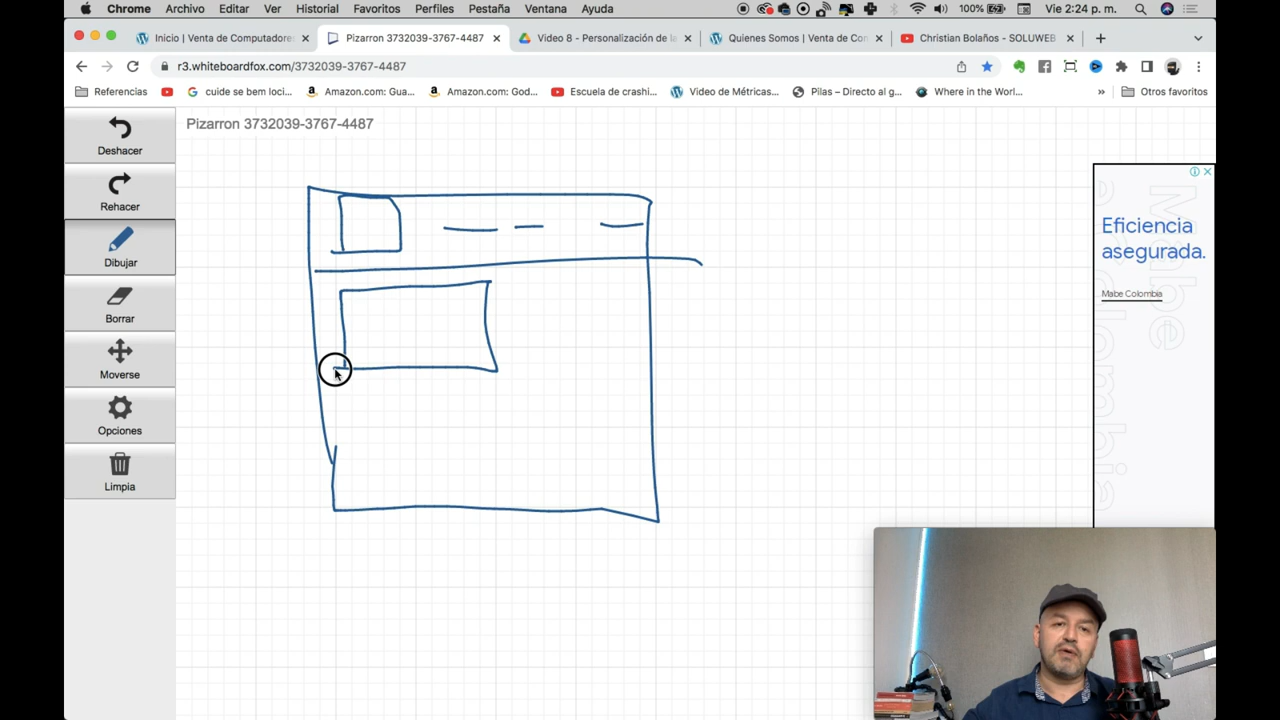 Chrome Archivo Editar Ver Historial Favoritos Perfiles Pestaña Ventana Ayuda 100% Vie 2:24 p. m.
Inicio | Venta de Computadore Pizarron 3732039-3767-4487 Video 8 - Personalización de la Quienes Somos | Venta de Con Christian Bolaños - SOLUWEB
r3.whiteboardfox.com/3732039-3767-4487
Referencias cuide se bem loci... Amazon.com: Gua... Amazon.com: God... Escuela de crashi... Video de Métricas... Pilas – Directo al g... Where in the Worl... » Otros favoritos
Pizarron 3732039-3767-4487
Deshacer
Rehacer
Dibujar
Borrar
Moverse
Opciones
Limpia
Eficiencia
asegurada.
Mabe Colombia